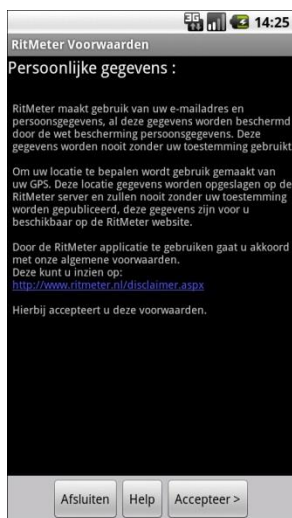 3G 14:25
RitMeter Voorwaarden
Persoonlijke gegevens :
RitMeter maakt gebruik van uw e-mailadres en
persoonsgegevens, al deze gegevens worden beschermd
door de wet bescherming persoonsgegevens. Deze
gegevens worden nooit zonder uw toestemming gebruikt
Om uw locatie te bepalen wordt gebruik gemaakt van
uw GPS. Deze locatie gegevens worden opgeslagen op de
RitMeter server en zullen nooit zonder uw toestemming
worden gepubliceerd, deze gegevens zijn voor u
beschikbaar op de RitMeter website.
Door de RitMeter applicatie te gebruiken gaat u akkoord
met onze algemene voorwaarden.
Deze kunt u inzien op:
http://www.ritmeter.nl/disclaimer.aspx
Hierbij accepteert u deze voorwaarden.
Afsluiten Help Accepteer >